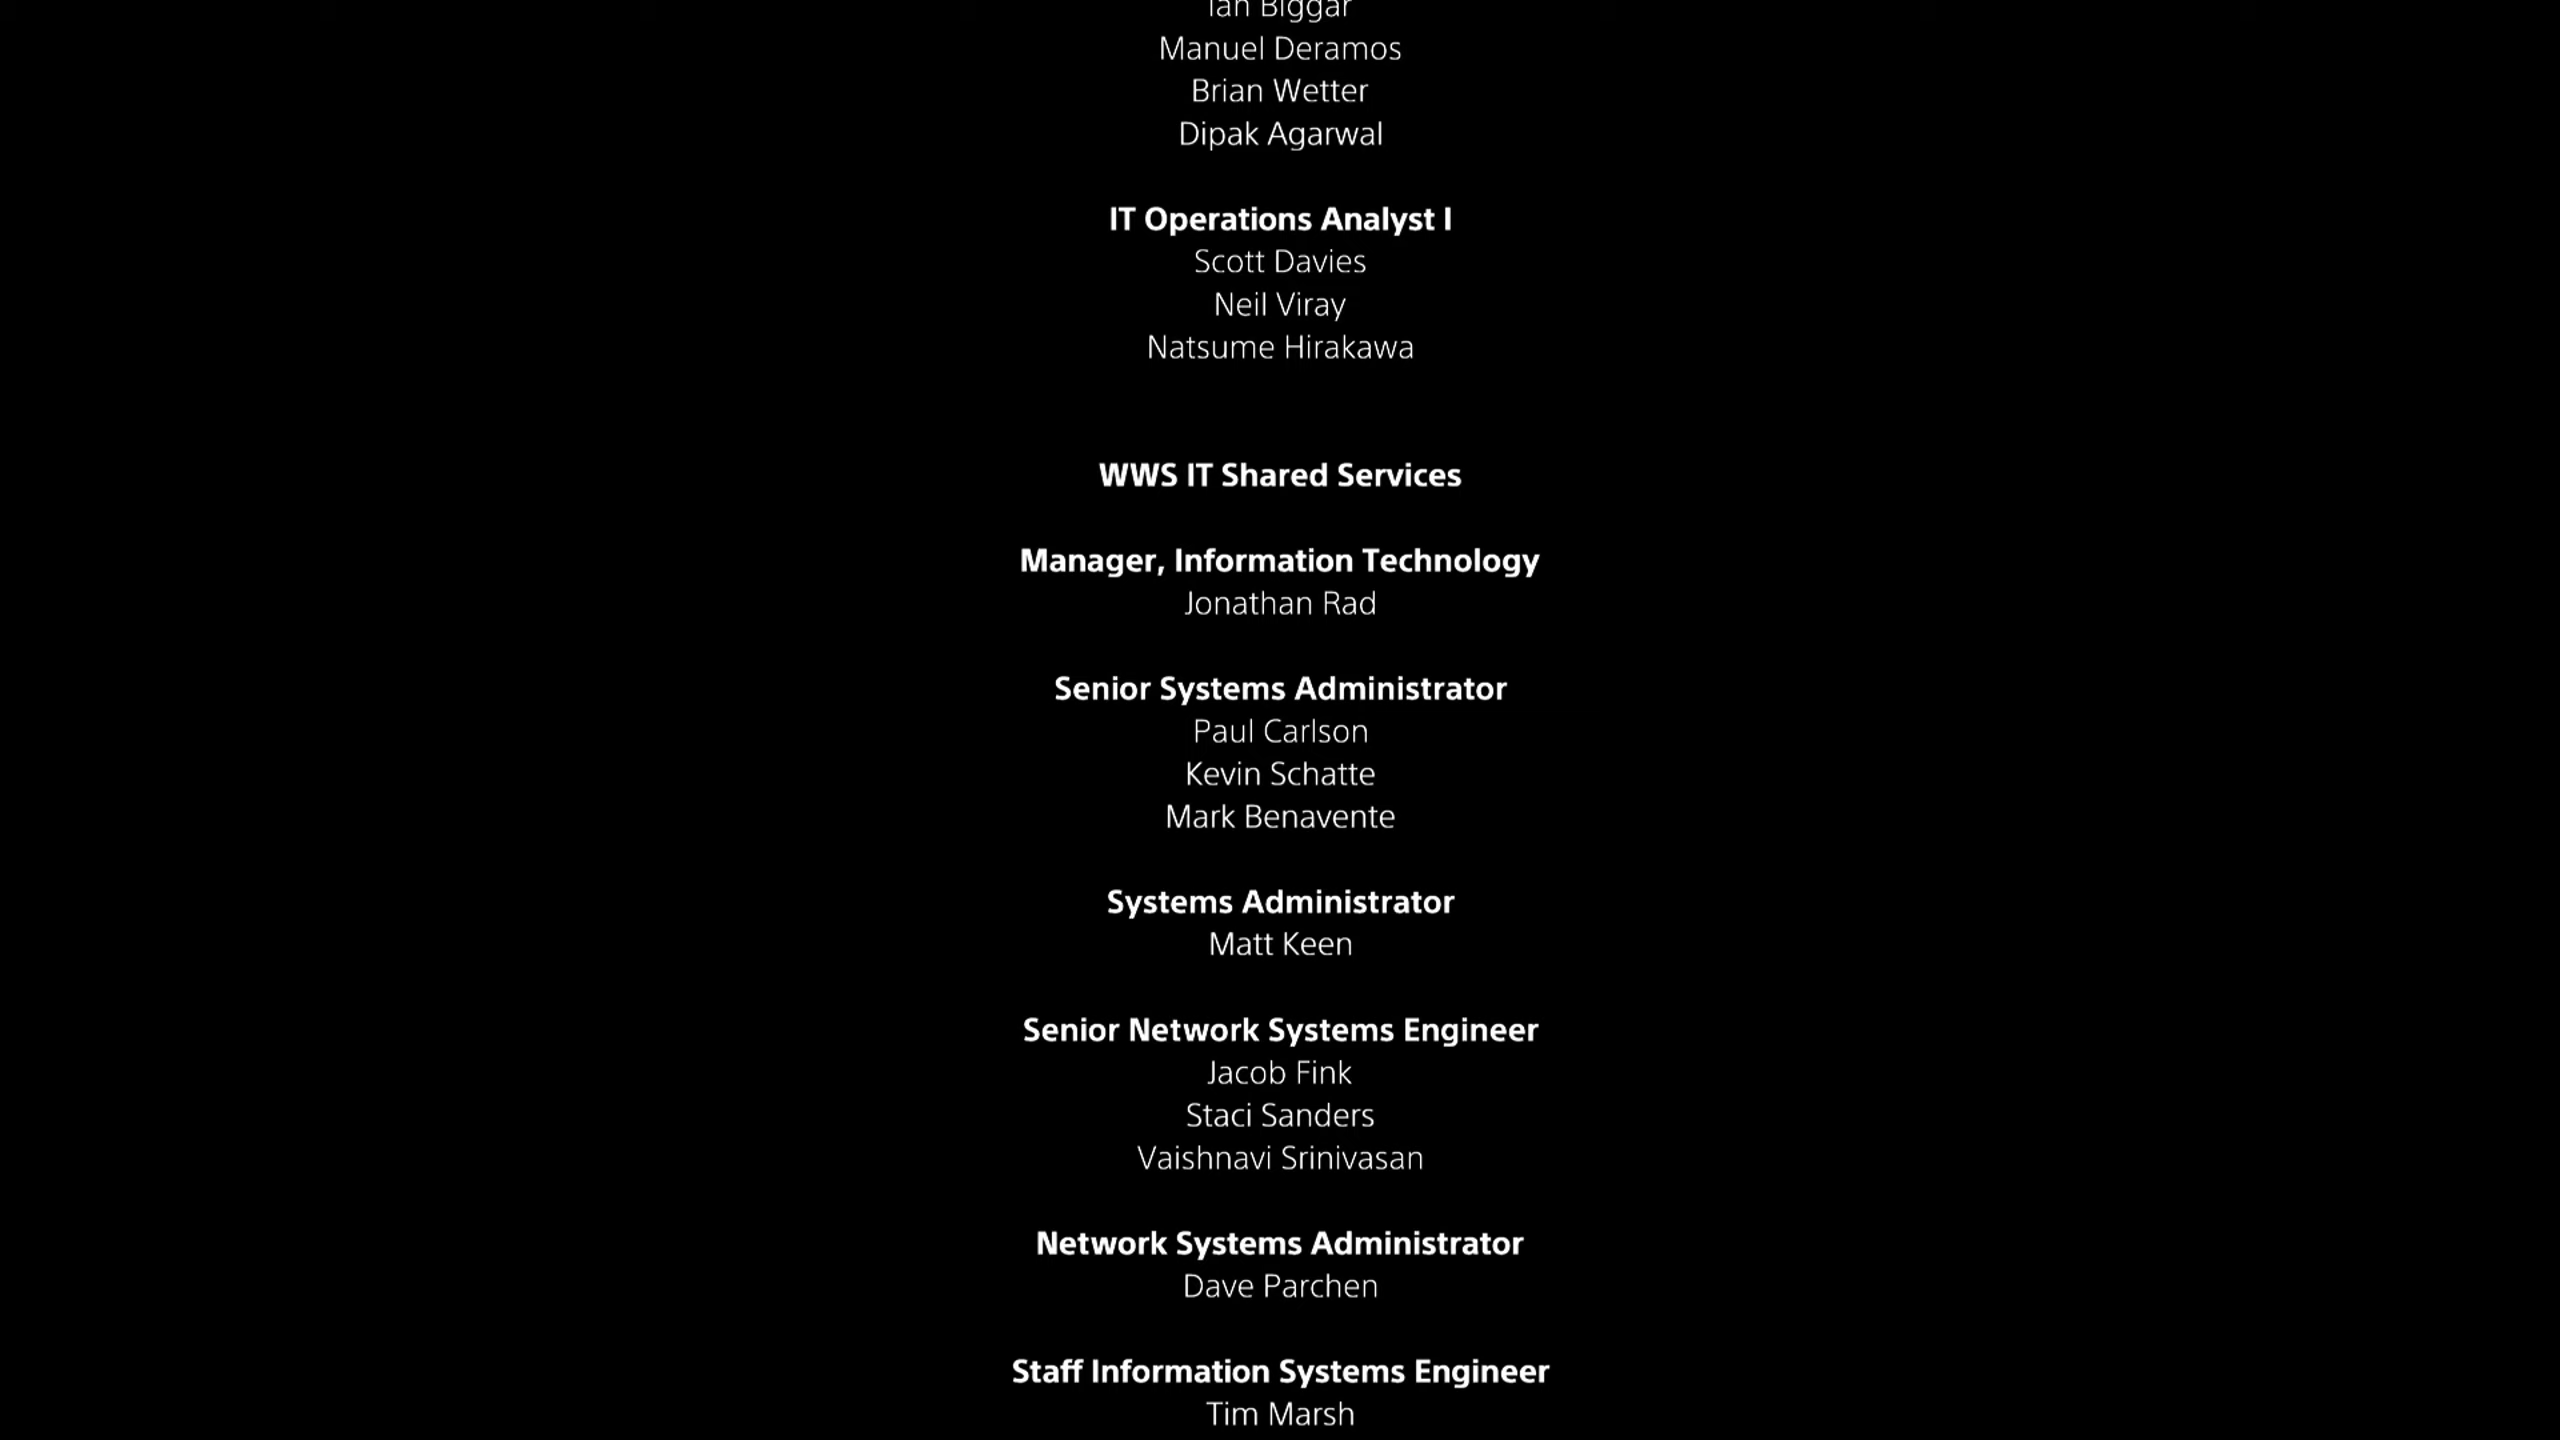 Ian Biggar
Manuel Deramos
Brian Wetter
Dipak Agarwal
IT Operations Analyst I
Scott Davies
Neil Viray
Natsume Hirakawa
WWS IT Shared Services
Manager, Information Technology
Jonathan Rad
Senior Systems Administrator
Paul Carlson
Kevin Schatte
Mark Benavente
Systems Administrator
Matt Keen
Senior Network Systems Engineer
Jacob Fink
Staci Sanders
Vaishnavi Srinivasan
Network Systems Administrator
Dave Parchen
Staff Information Systems Engineer
Tim Marsh